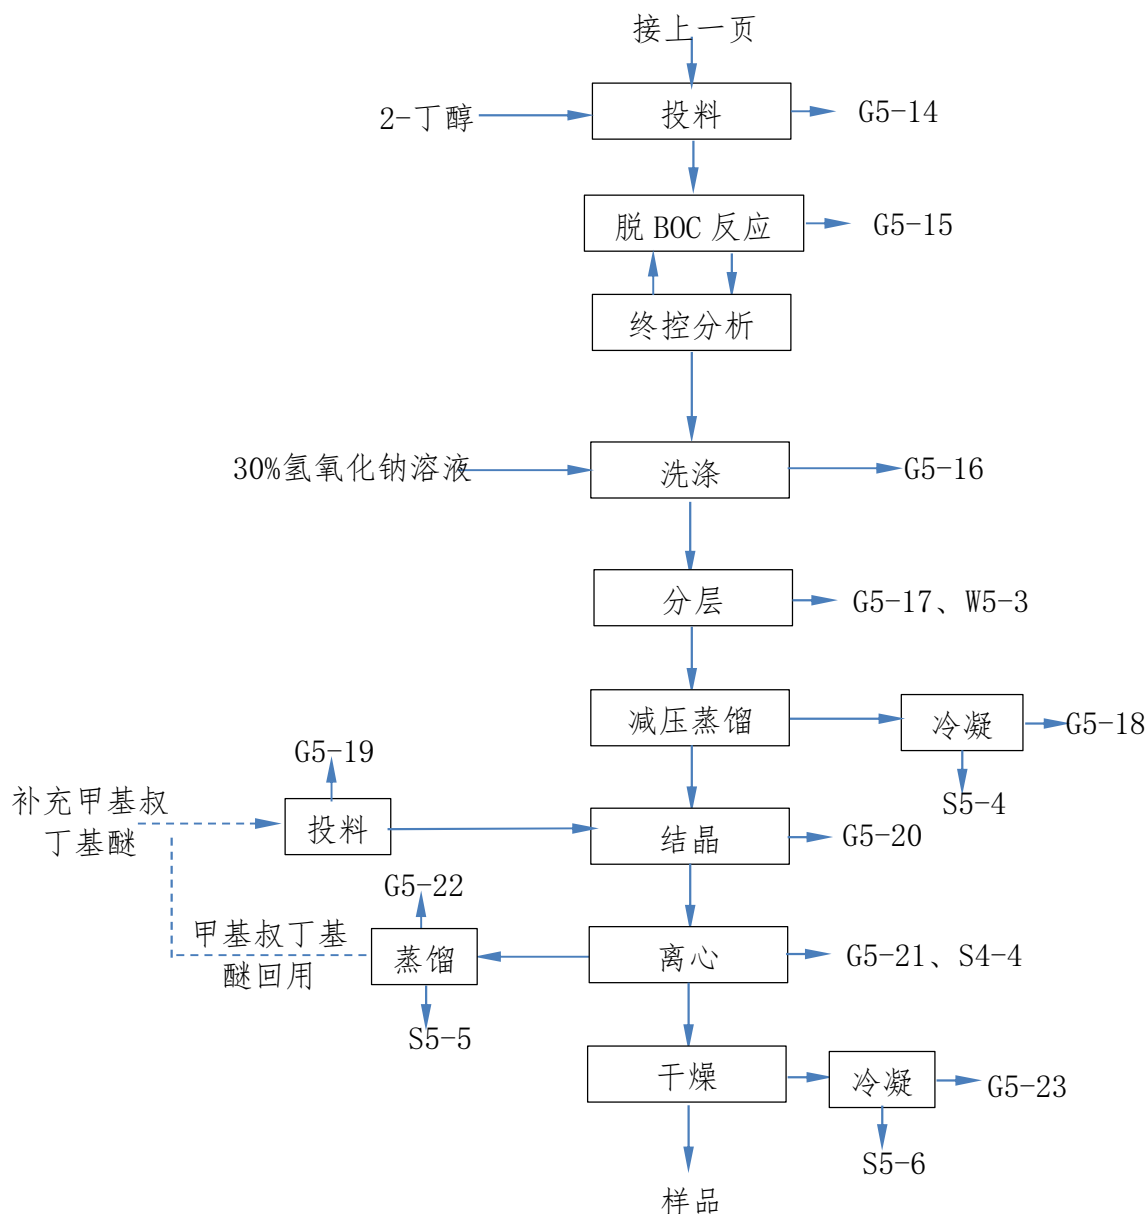 接上一页
2-丁醇
投料
G5-14
脱 BOC 反应
G5-15
终控分析
30%氢氧化钠溶液
洗涤
G5-16
分层
G5-17、W5-3
减压蒸馏
冷凝
G5-18
S5-4
G5-19
补充甲基叔
丁基醚
投料
结晶
G5-20
G5-22
甲基叔丁基
醚回用
蒸馏
离心
G5-21、S4-4
S5-5
干燥
冷凝
G5-23
S5-6
样品